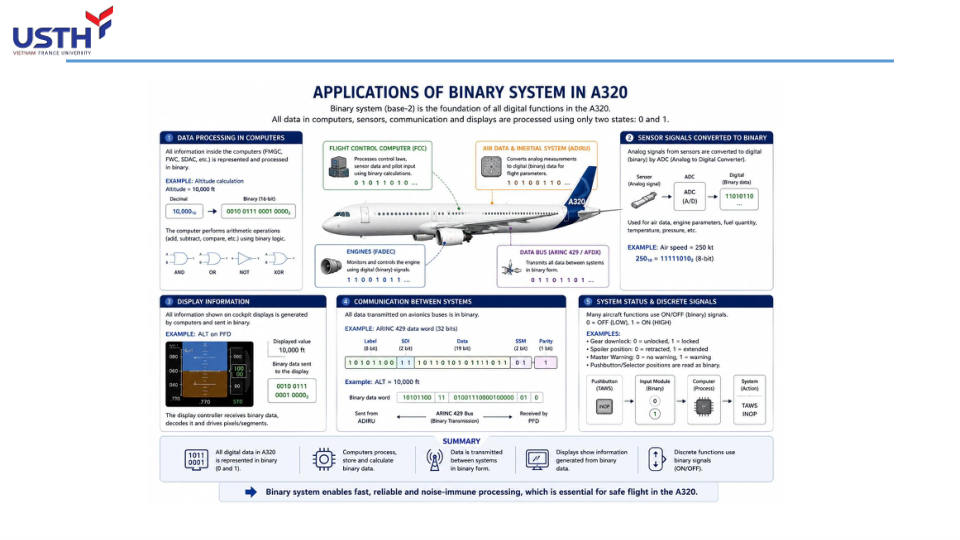 USTH
VIETNAM FRANCE UNIVERSITY
APPLICATIONS OF BINARY SYSTEM IN A320
Binary system (base-2) is the foundation of all digital functions in the A320.
All data in computers, sensors, communication and displays are processed using only two states: 0 and 1.
1 DATA PROCESSING IN COMPUTERS
All information inside the computers (FMGC,
FWC, SDAC, etc.) is represented and processed
in binary.
EXAMPLE: Altitude calculation
Altitude = 10,000 ft
Decimal
Binary (16-bit)
10,000₁₀
0010 0111 0001 0000₂
The computer performs arithmetic operations
(add, subtract, compare, etc.) using binary logic.
AND
OR
NOT
XOR
FLIGHT CONTROL COMPUTER (FCC)
Processes control laws,
sensor data and pilot input
using binary calculations.
0 1 0 1 1 0 1 0 ...
AIR DATA & INERTIAL SYSTEM (ADIRU)
Converts analog measurements
to digital (binary) data for
flight parameters.
1 0 1 0 0 1 1 0 ...
A320
ENGINES (FADEC)
Monitors and controls the engine
using digital (binary) signals.
1 1 0 0 1 0 1 1 ...
DATA BUS (ARINC 429 / AFDX)
Transmits all data between systems
in binary form.
0 1 1 0 1 1 0 1 ...
2 SENSOR SIGNALS CONVERTED TO BINARY
Analog signals from sensors are converted to digital
(binary) by ADC (Analog to Digital Converter).
Sensor
(Analog signal)
ADC
Digital
(Binary data)
ADC
(A/D)
11010110
...
Used for air data, engine parameters, fuel quantity,
temperature, pressure, etc.
EXAMPLE: Air speed = 250 kt
250₁₀ = 11111010₂ (8-bit)
3 DISPLAY INFORMATION
All information shown on cockpit displays is generated
by computers and sent in binary.
EXAMPLE: ALT on PFD
Displayed value
10,000 ft
Binary data sent
to the display
0010 0111
0001 0000₂
The display controller receives binary data,
decodes it and drives pixels/segments.
4 COMMUNICATION BETWEEN SYSTEMS
All data transmitted on avionics buses is in binary.
EXAMPLE: ARINC 429 data word (32 bits)
Label
(8 bit)
SDI
(2 bit)
Data
(19 bit)
SSM
(2 bit)
Parity
(1 bit)
Example: ALT = 10,000 ft
Binary data word
10101100
11
01 0
Sent from
ADIRU
ARINC 429 Bus
(Binary Transmission)
Received by
PFD
5 SYSTEM STATUS & DISCRETE SIGNALS
Many aircraft functions use ON/OFF (binary) signals.
0 = OFF (LOW), 1 = ON (HIGH)
EXAMPLES:
• Gear downlock: 0 = unlocked, 1 = locked
• Spoiler position: 0 = retracted, 1 = extended
• Master Warning: 0 = no warning, 1 = warning
• Pushbutton/Selector positions are read as binary.
Pushbutton
(TAWS)
Input Module
(Binary)
Computer
(Process)
System
(Action)
INOP
0
1
TAWS
INOP
SUMMARY
1011
0001
All digital data in A320
is represented in binary
(0 and 1).
Computers process,
store and calculate
binary data.
Data is transmitted
between systems
in binary form.
Displays show information
generated from binary
data.
Discrete functions use
binary signals
(ON/OFF).
Binary system enables fast, reliable and noise-immune processing, which is essential for safe flight in the A320.